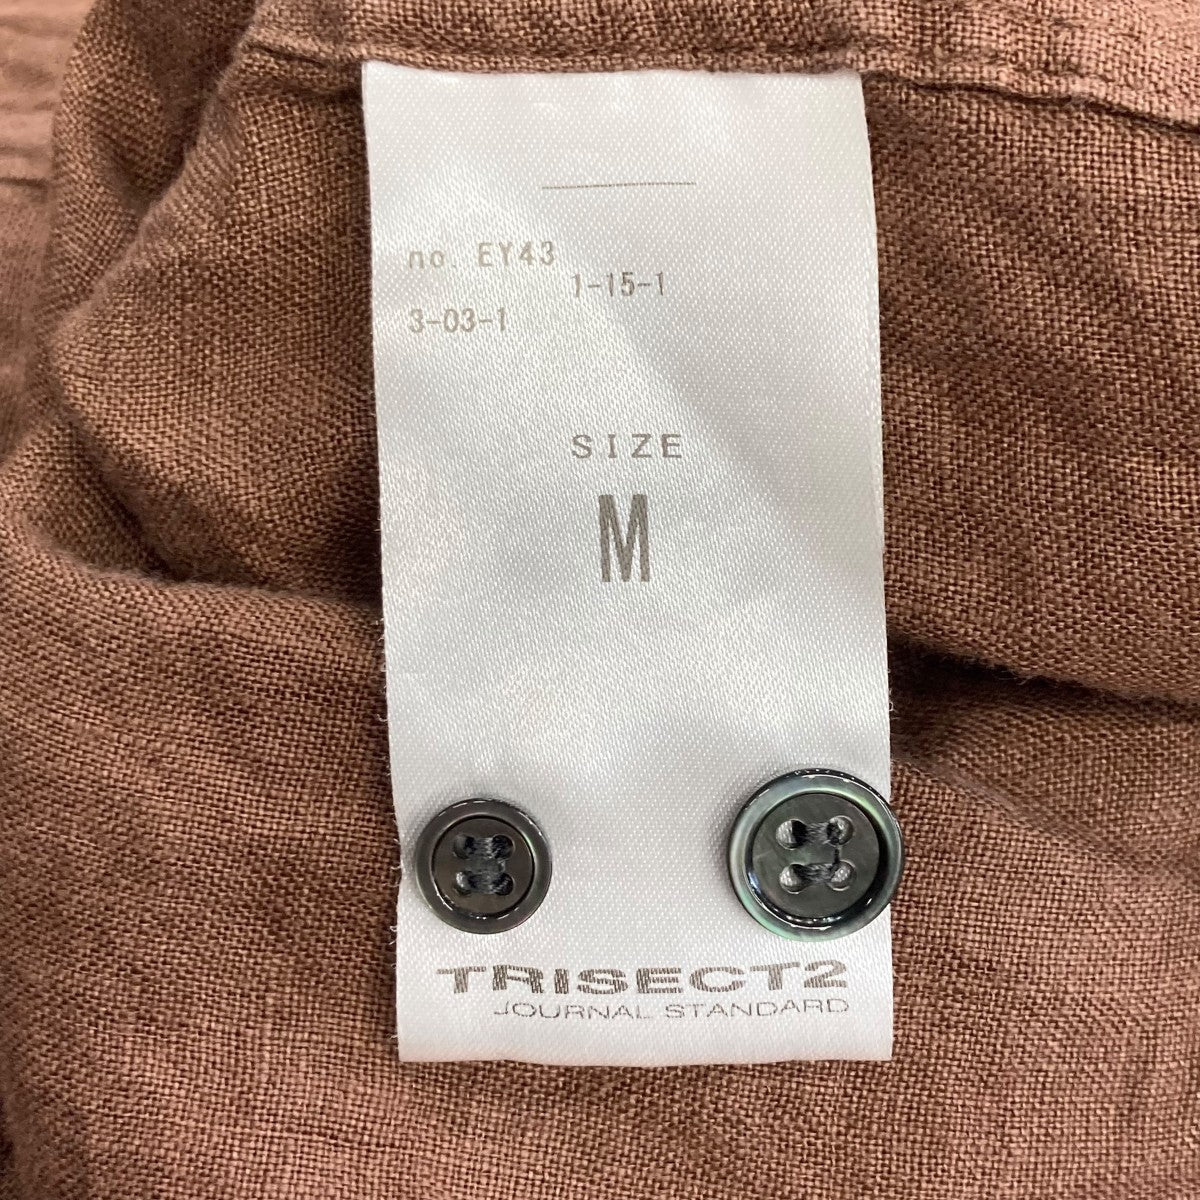 no. EY43
1-15-1
3-03-1
SIZE
M
TRISECT2
JOURNAL STANDARD